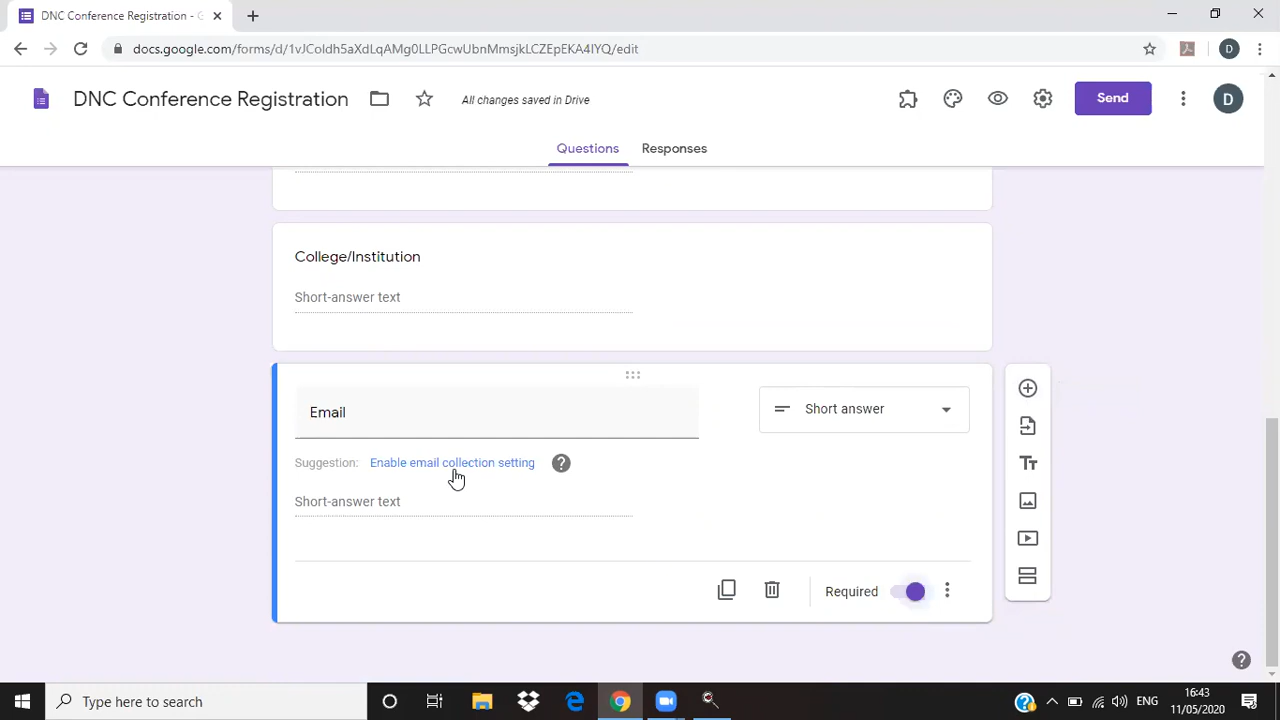 DNC Conference Registration - G
docs.google.com/forms/d/1vJColdh5aXdLqAMg0LLPGcwUbnMmsjkLCZEpEKA4lYQ/edit
D
DNC Conference Registration
All changes saved in Drive
Send
D
Questions
Responses
College/Institution
Short-answer text
Email
Short answer
Suggestion: Enable email collection setting
Short-answer text
Required
Type here to search
ENG
16:43
11/05/2020